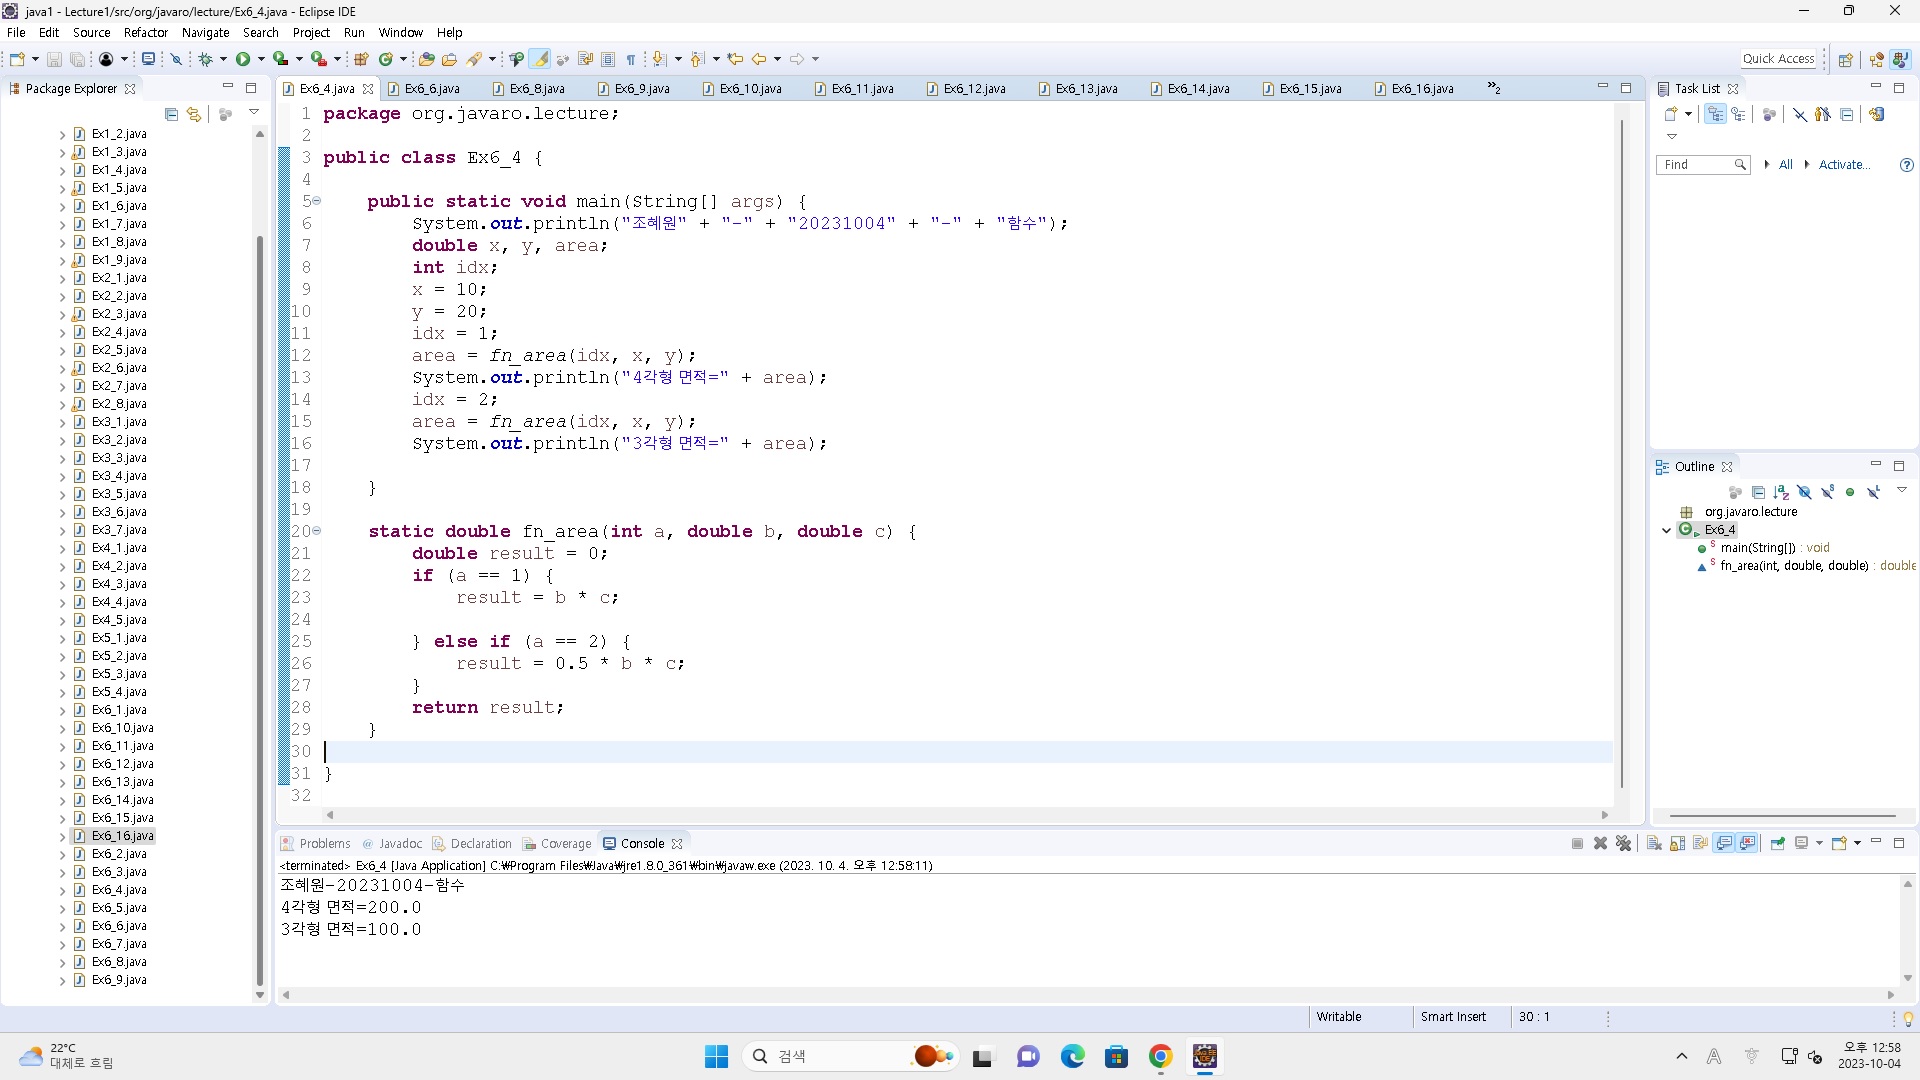 java1 - Lecture1/src/org/javaro/lecture/Ex6_4.java - Eclipse IDE
File Edit Source Refactor Navigate Search Project Run Window Help
Quick Access
Package Explorer
Ex1_2.java
Ex1_3.java
Ex1_4.java
Ex1_5.java
Ex1_6.java
Ex1_7.java
Ex1_8.java
Ex1_9.java
Ex2_1.java
Ex2_2.java
Ex2_3.java
Ex2_4.java
Ex2_5.java
Ex2_6.java
Ex2_7.java
Ex2_8.java
Ex3_1.java
Ex3_2.java
Ex3_3.java
Ex3_4.java
Ex3_5.java
Ex3_6.java
Ex3_7.java
Ex4_1.java
Ex4_2.java
Ex4_3.java
Ex4_4.java
Ex4_5.java
Ex5_1.java
Ex5_2.java
Ex5_3.java
Ex5_4.java
Ex6_1.java
Ex6_10.java
Ex6_11.java
Ex6_12.java
Ex6_13.java
Ex6_14.java
Ex6_15.java
Ex6_16.java
Ex6_2.java
Ex6_3.java
Ex6_4.java
Ex6_5.java
Ex6_6.java
Ex6_7.java
Ex6_8.java
Ex6_9.java
Ex6_4.java Ex6_6.java Ex6_8.java Ex6_9.java Ex6_10.java Ex6_11.java Ex6_12.java Ex6_13.java Ex6_14.java Ex6_15.java Ex6_16.java »2
1 package org.javaro.lecture;
2
3 public class Ex6_4 {
4
5     public static void main(String[] args) {
6         System.out.println("조혜원" + "-" + "20231004" + "-" + "함수");
7         double x, y, area;
8         int idx;
9         x = 10;
10         y = 20;
11         idx = 1;
12         area = fn_area(idx, x, y);
13         System.out.println("4각형 면적=" + area);
14         idx = 2;
15         area = fn_area(idx, x, y);
16         System.out.println("3각형 면적=" + area);
17
18     }
19
20     static double fn_area(int a, double b, double c) {
21         double result = 0;
22         if (a == 1) {
23             result = b * c;
24
25         } else if (a == 2) {
26             result = 0.5 * b * c;
27         }
28         return result;
29     }
30
31 }
32
Task List
Find All Activate...
Outline
org.javaro.lecture
Ex6_4
main(String[]) : void
fn_area(int, double, double) : double
Problems @ Javadoc Declaration Coverage Console
<terminated> Ex6_4 [Java Application] C:₩Program Files₩Java₩jre1.8.0_361₩bin₩javaw.exe (2023. 10. 4. 오후 12:58:11)
조혜원-20231004-함수
4각형 면적=200.0
3각형 면적=100.0
Writable Smart Insert 30 : 1
22°C
대체로 흐림
검색
A
오후 12:58
2023-10-04